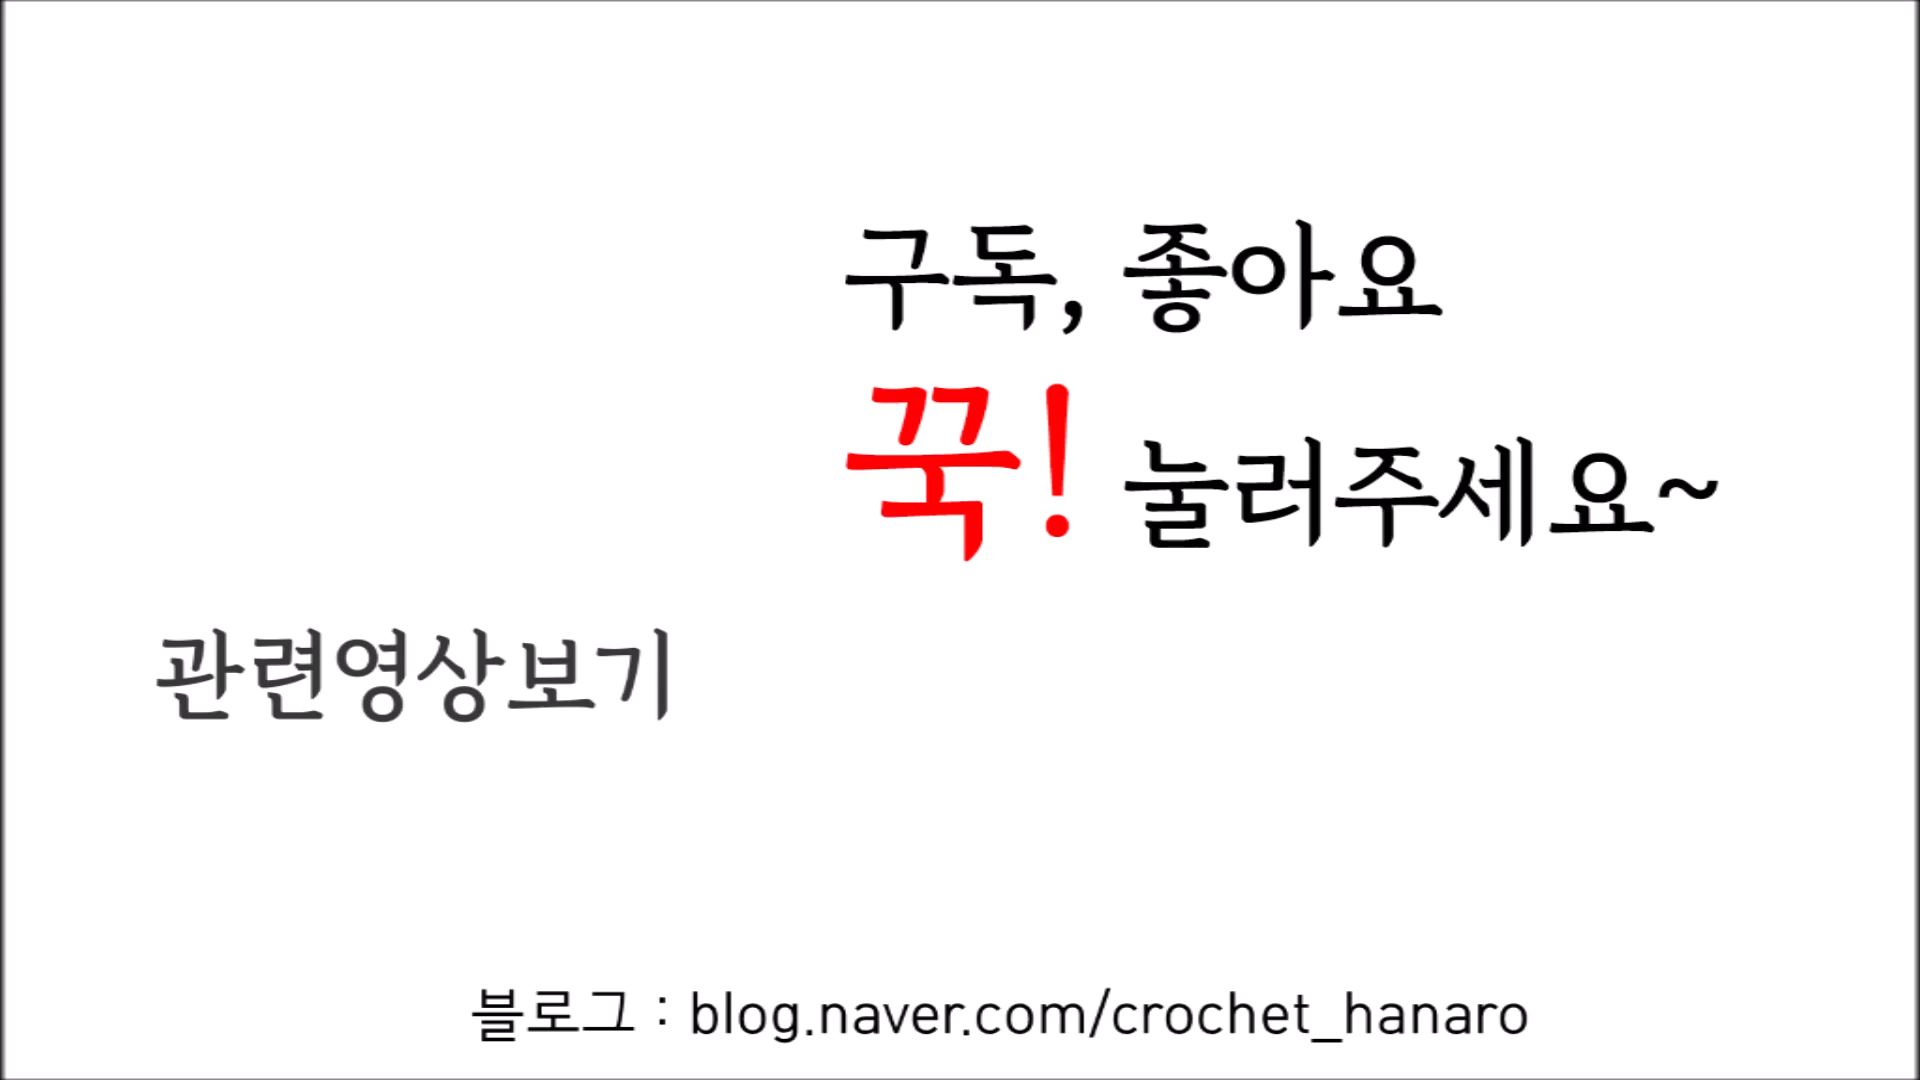 구독, 좋아요
꾹! 눌러주세요~
관련영상보기
블로그 : blog.naver.com/crochet_hanaro